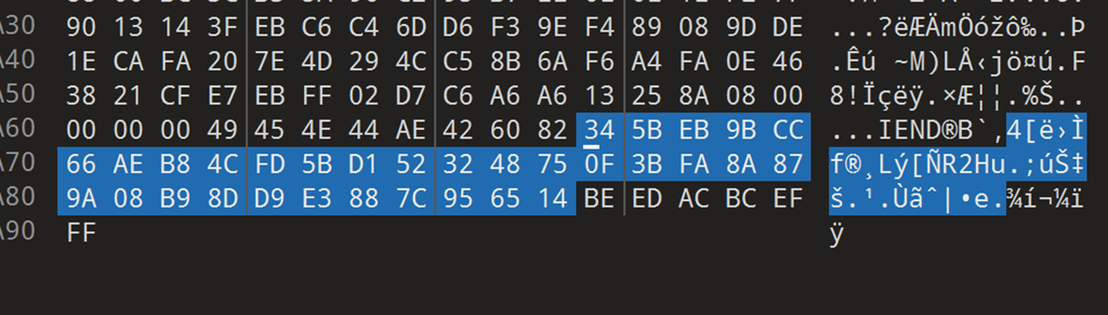 A30 90 13 14 3F EB C6 C4 6D D6 F3 9E F4 89 08 9D DE ...?ëÆÄmÖóžô‰..Þ
A40 1E CA FA 20 7E 4D 29 4C C5 8B 6A F6 A4 FA 0E 46 .Êú ~M)LÅ‹jö¤ú.F
A50 38 21 CF E7 EB FF 02 D7 C6 A6 A6 13 25 8A 08 00 8!Ïçëÿ.×Æ¦¦.%Š..
A60 00 00 00 49 45 4E 44 AE 42 60 82 34 5B EB 9B CC ...IEND®B`‚4[ë›Ì
A70 66 AE B8 4C FD 5B D1 52 32 48 75 0F 3B FA 8A 87 f®¸Lý[ÑR2Hu.;úŠ‡
A80 9A 08 B9 8D D9 E3 88 7C 95 65 14 BE ED AC BC EF š.¹.Ùãˆ|•e.¾í¬¼ï
A90 FF ÿ